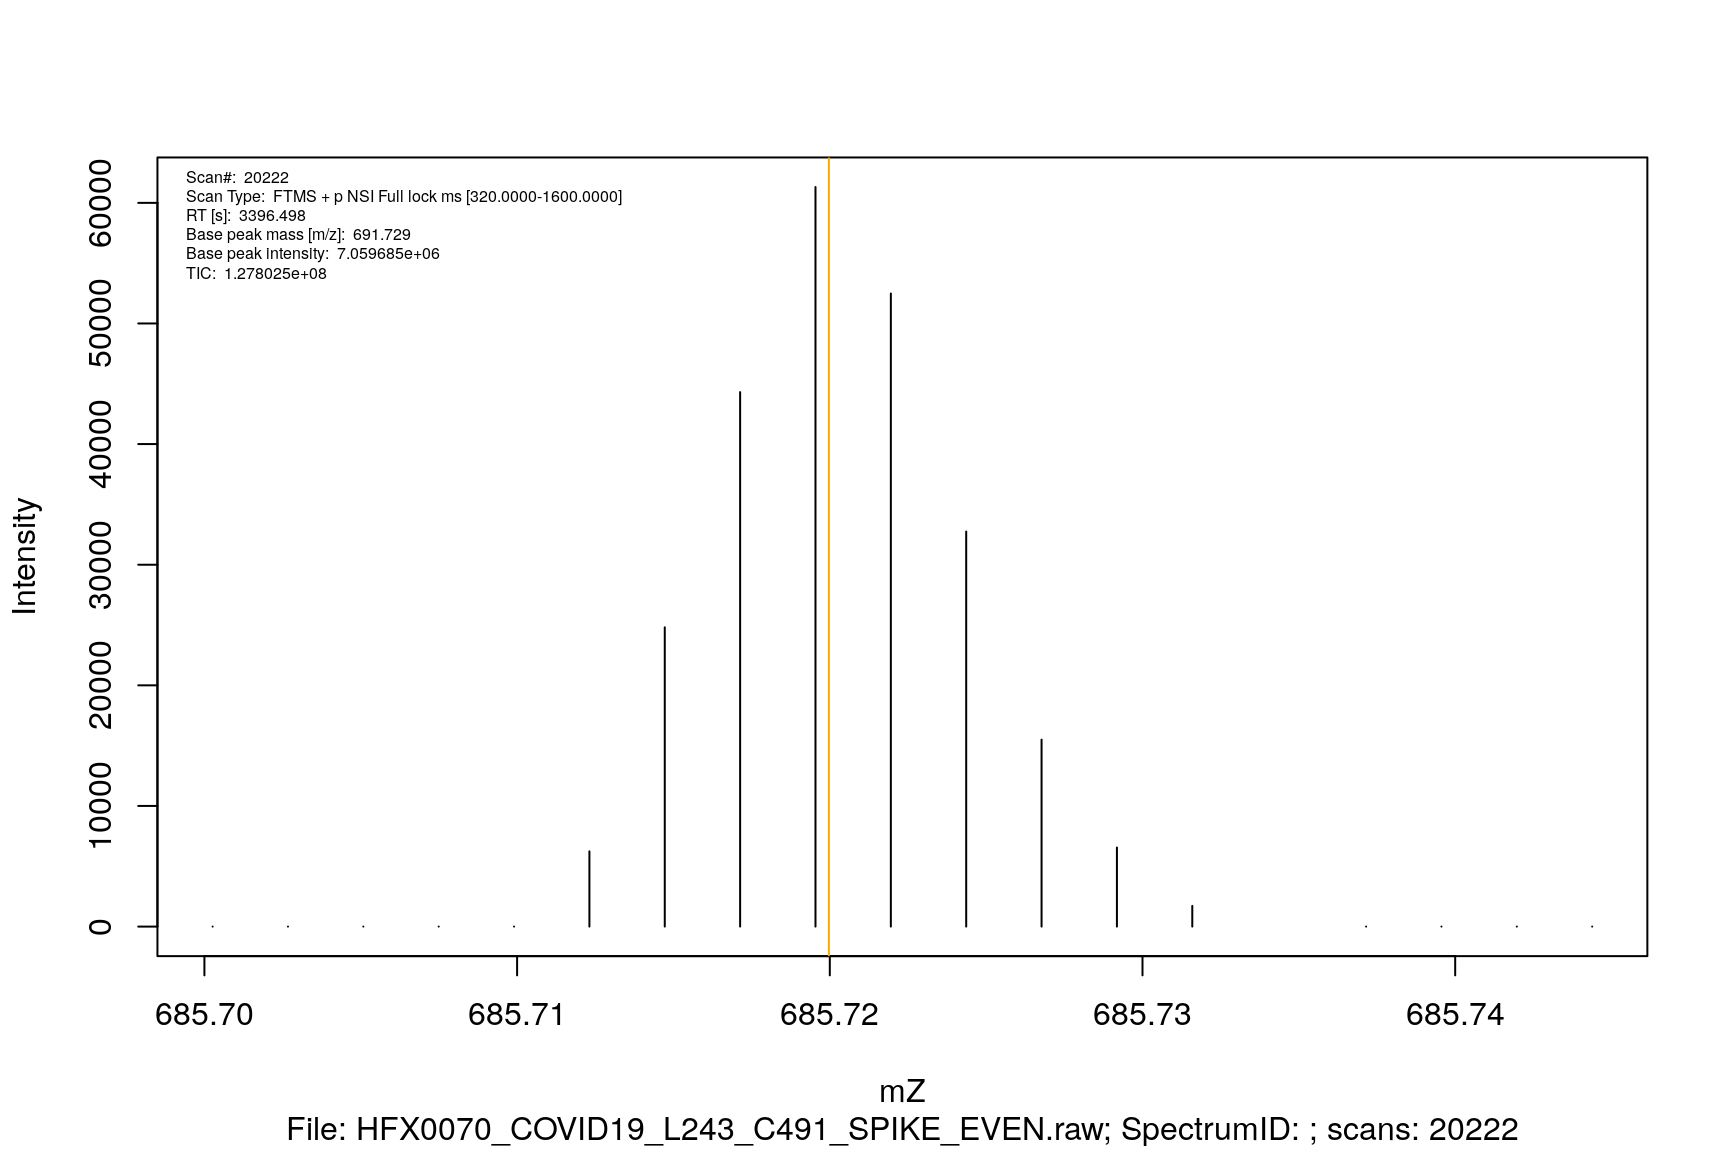 Scan#: 20222
Scan Type: FTMS + p NSI Full lock ms [320.0000-1600.0000]
RT [s]: 3396.498
Base peak mass [m/z]: 691.729
Base peak intensity: 7.059685e+06
TIC: 1.278025e+08
60000
50000
40000
30000
20000
10000
0
Intensity
685.70 685.71 685.72 685.73 685.74
mZ
File: HFX0070_COVID19_L243_C491_SPIKE_EVEN.raw; SpectrumID: ; scans: 20222